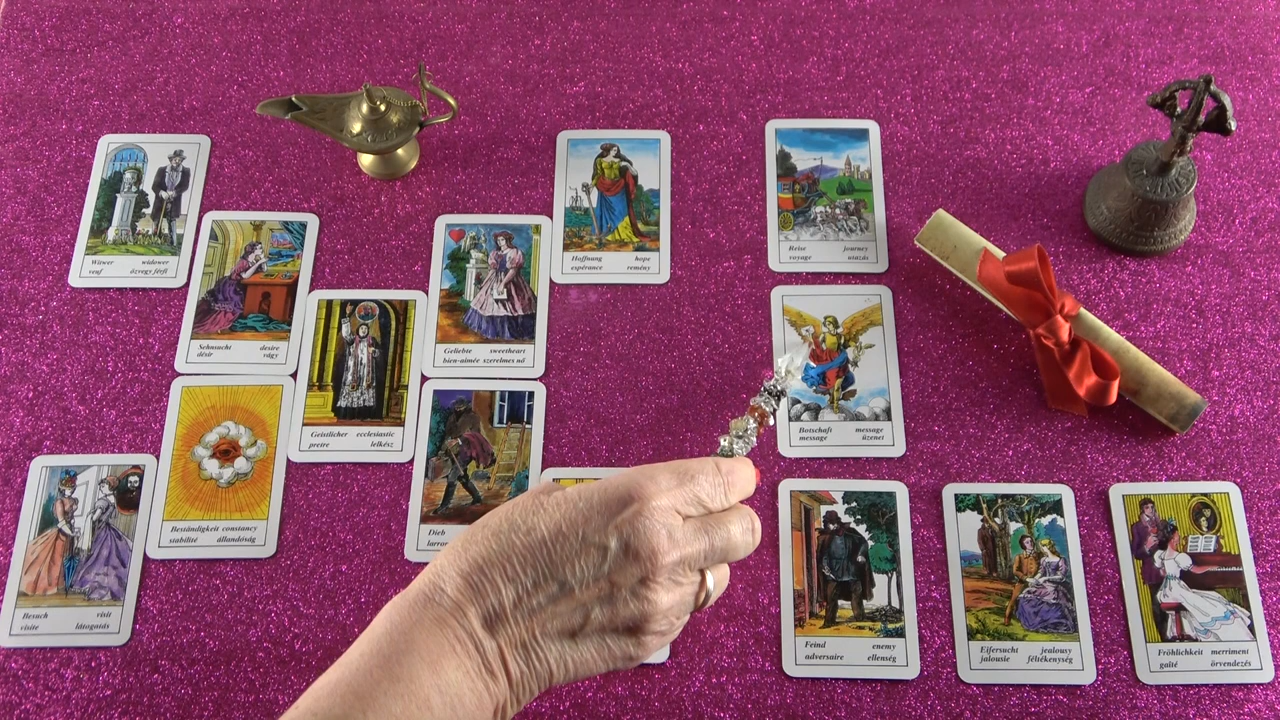 Witwer widower
veuf özvegy férfi
Sehnsucht desire
désir vágy
Geistlicher ecclesiastic
pretre lelkész
Geliebte sweetheart
bien-aimée szerelmes nő
Hoffnung hope
espérance remény
Reise journey
voyage utazás
Botschaft message
message üzenet
Beständigkeit constancy
stabilité állandóság
Dieb
Besuch visit
visite látogatás
Feind enemy
adversaire ellenség
Eifersucht jealousy
jalousie féltékenység
Fröhlichkeit merriment
gaîté örvendezés